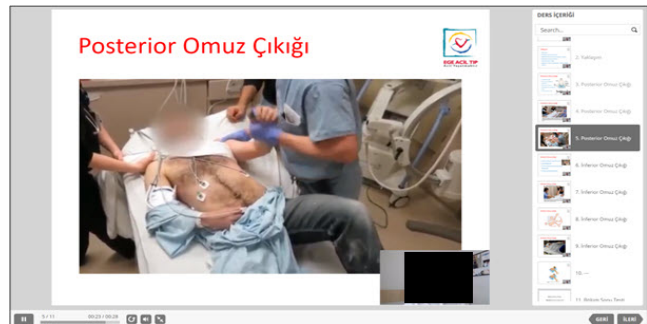 Posterior Omuz Çıkığı
EGE ACİL TIP
DERS İÇERİĞİ
Search...
2. Yaklaşım
3. Posterior Omuz Çıkığı
4. Posterior Omuz Çıkığı
5. Posterior Omuz Çıkığı
6. İnferior Omuz Çıkığı
7. İnferior Omuz Çıkığı
8. İnferior Omuz Çıkığı
9. İnferior Omuz Çıkığı
10. ---
11. Bölüm Sonu Testi
5 / 11
00:23 / 00:28
GERİ
İLERİ